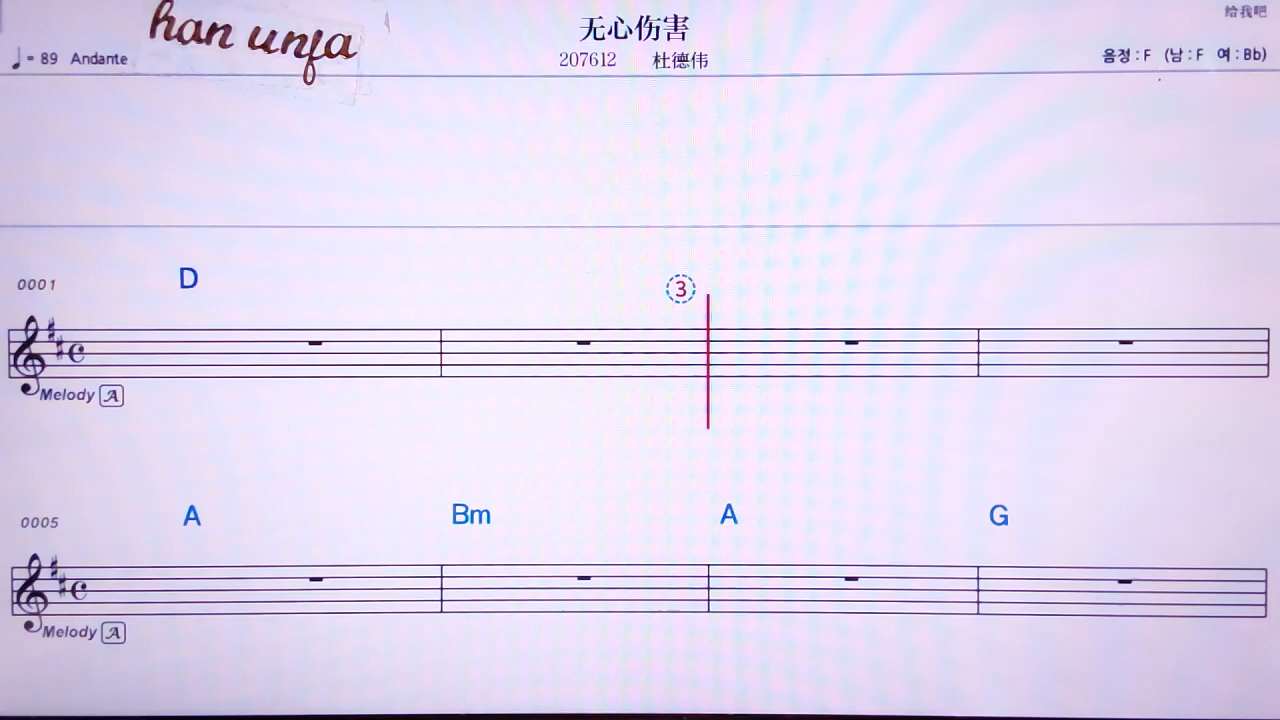 han unfa
无心伤害
给我吧
♩= 89 Andante
207612 杜德伟
음정 : F (남 : F 여 : Bb)
0001 D ③
Melody A
0005 A Bm A G
Melody A